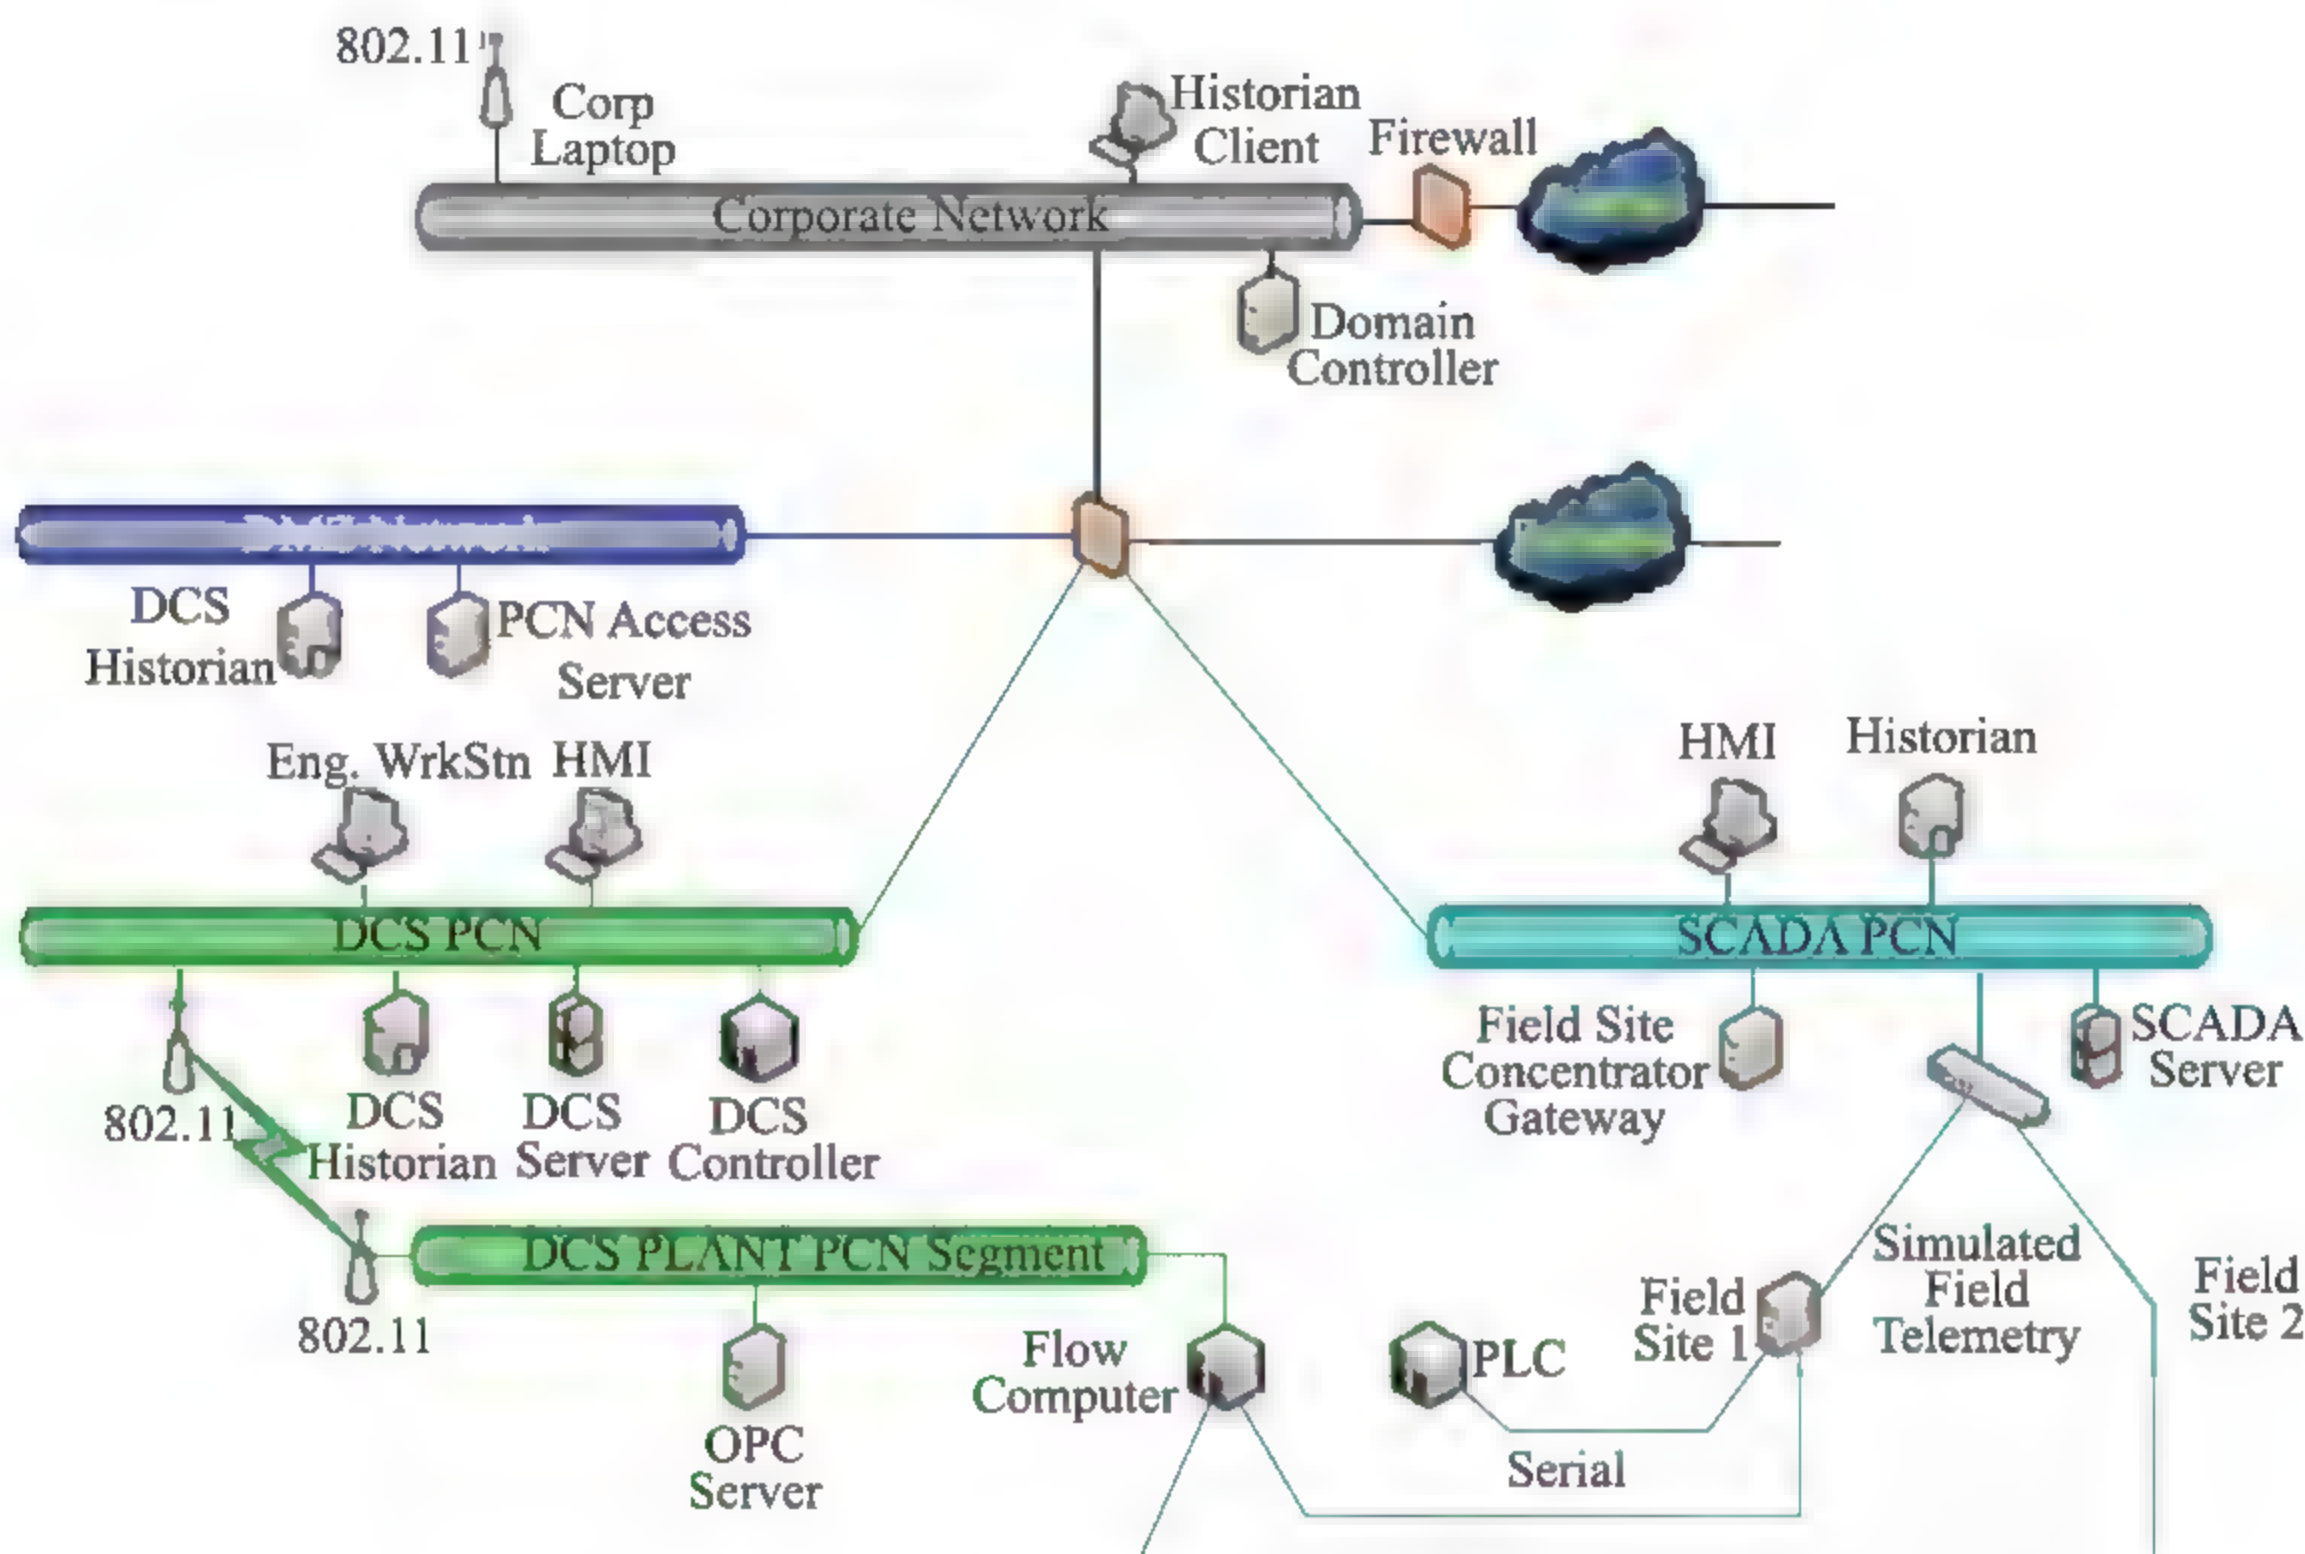 802.11
Corp
Laptop
Historian
Client
Firewall
Corporate Network
Domain
Controller
DMZ Network
DCS
Historian
PCN Access
Server
Eng. WrkStn
HMI
HMI
Historian
DCS PCN
SCADA PCN
802.11
DCS
Historian
DCS
Server
DCS
Controller
Field Site
Concentrator
Gateway
SCADA
Server
802.11
DCS PLANT PCN Segment
OPC
Server
Flow
Computer
PLC
Serial
Field
Site 1
Simulated
Field
Telemetry
Field
Site 2